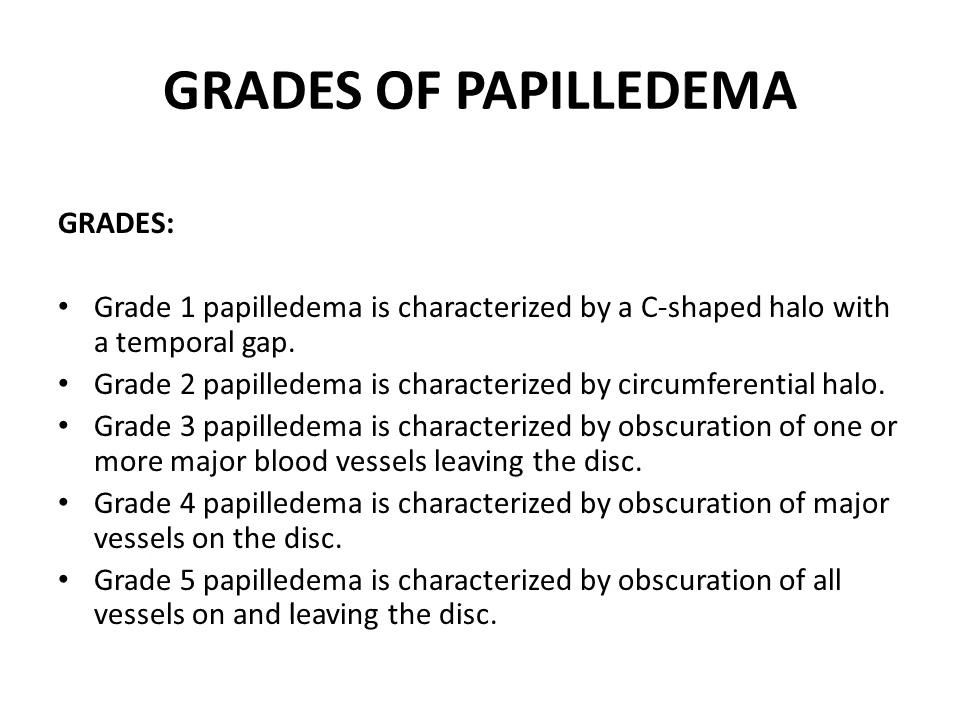 GRADES OF PAPILLEDEMA
GRADES:
• Grade 1 papilledema is characterized by a C-shaped halo with
a temporal gap.
• Grade 2 papilledema is characterized by circumferential halo.
• Grade 3 papilledema is characterized by obscuration of one or
more major blood vessels leaving the disc.
• Grade 4 papilledema is characterized by obscuration of major
vessels on the disc.
• Grade 5 papilledema is characterized by obscuration of all
vessels on and leaving the disc.